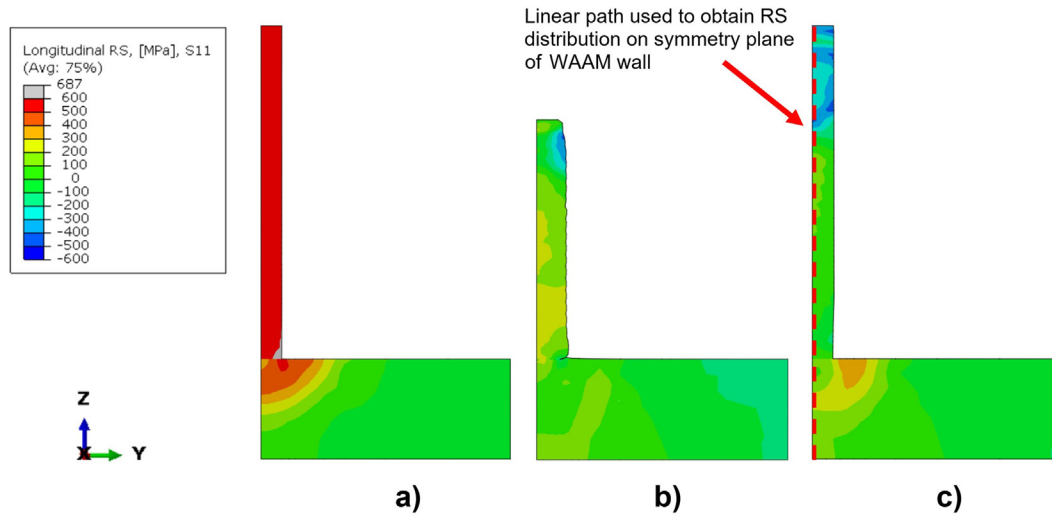 Linear path used to obtain RS
distribution on symmetry plane
of WAAM wall
Longitudinal RS, [MPa], S11
(Avg: 75%)
687
600
500
400
300
200
100
0
-100
-200
-300
-400
-500
-600
Z
X
Y
a)
b)
c)